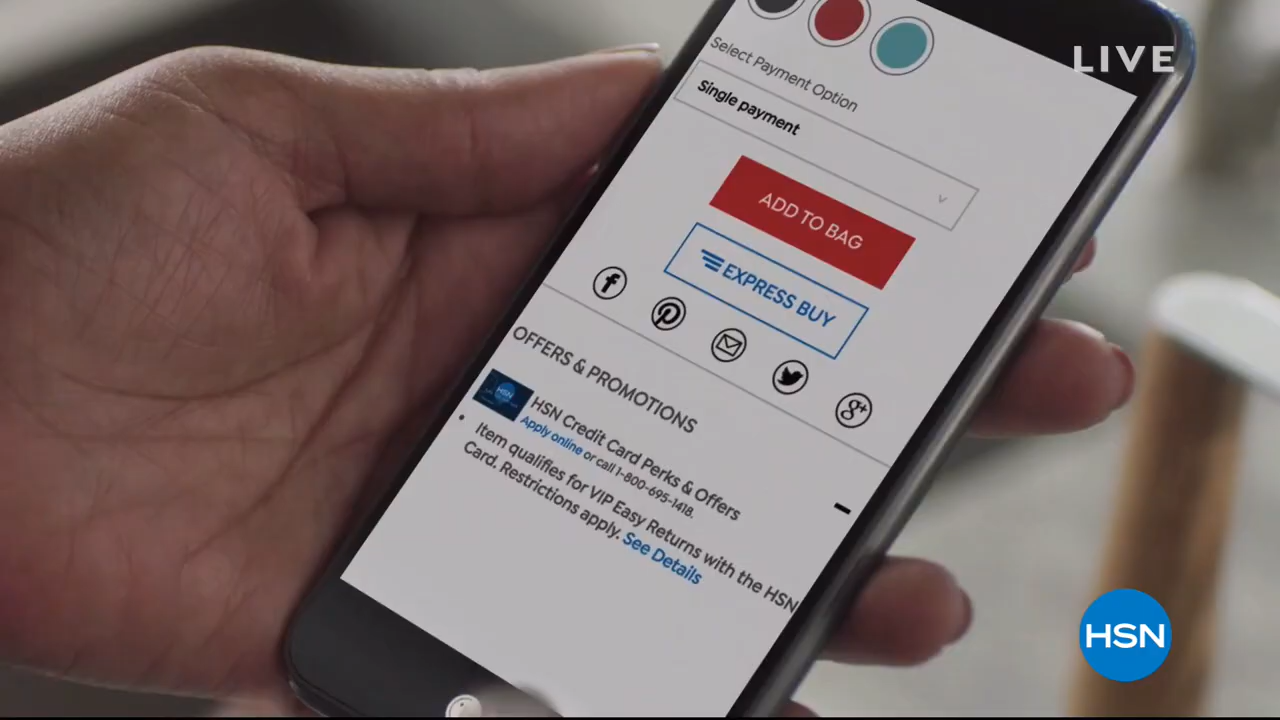 LIVE
Select Payment Option
Single payment
ADD TO BAG
EXPRESS BUY
OFFERS & PROMOTIONS
HSN
HSN Credit Card Perks & Offers
Apply online or call 1-800-695-1418.
Item qualifies for VIP Easy Returns with the HSN
Card. Restrictions apply. See Details
HSN